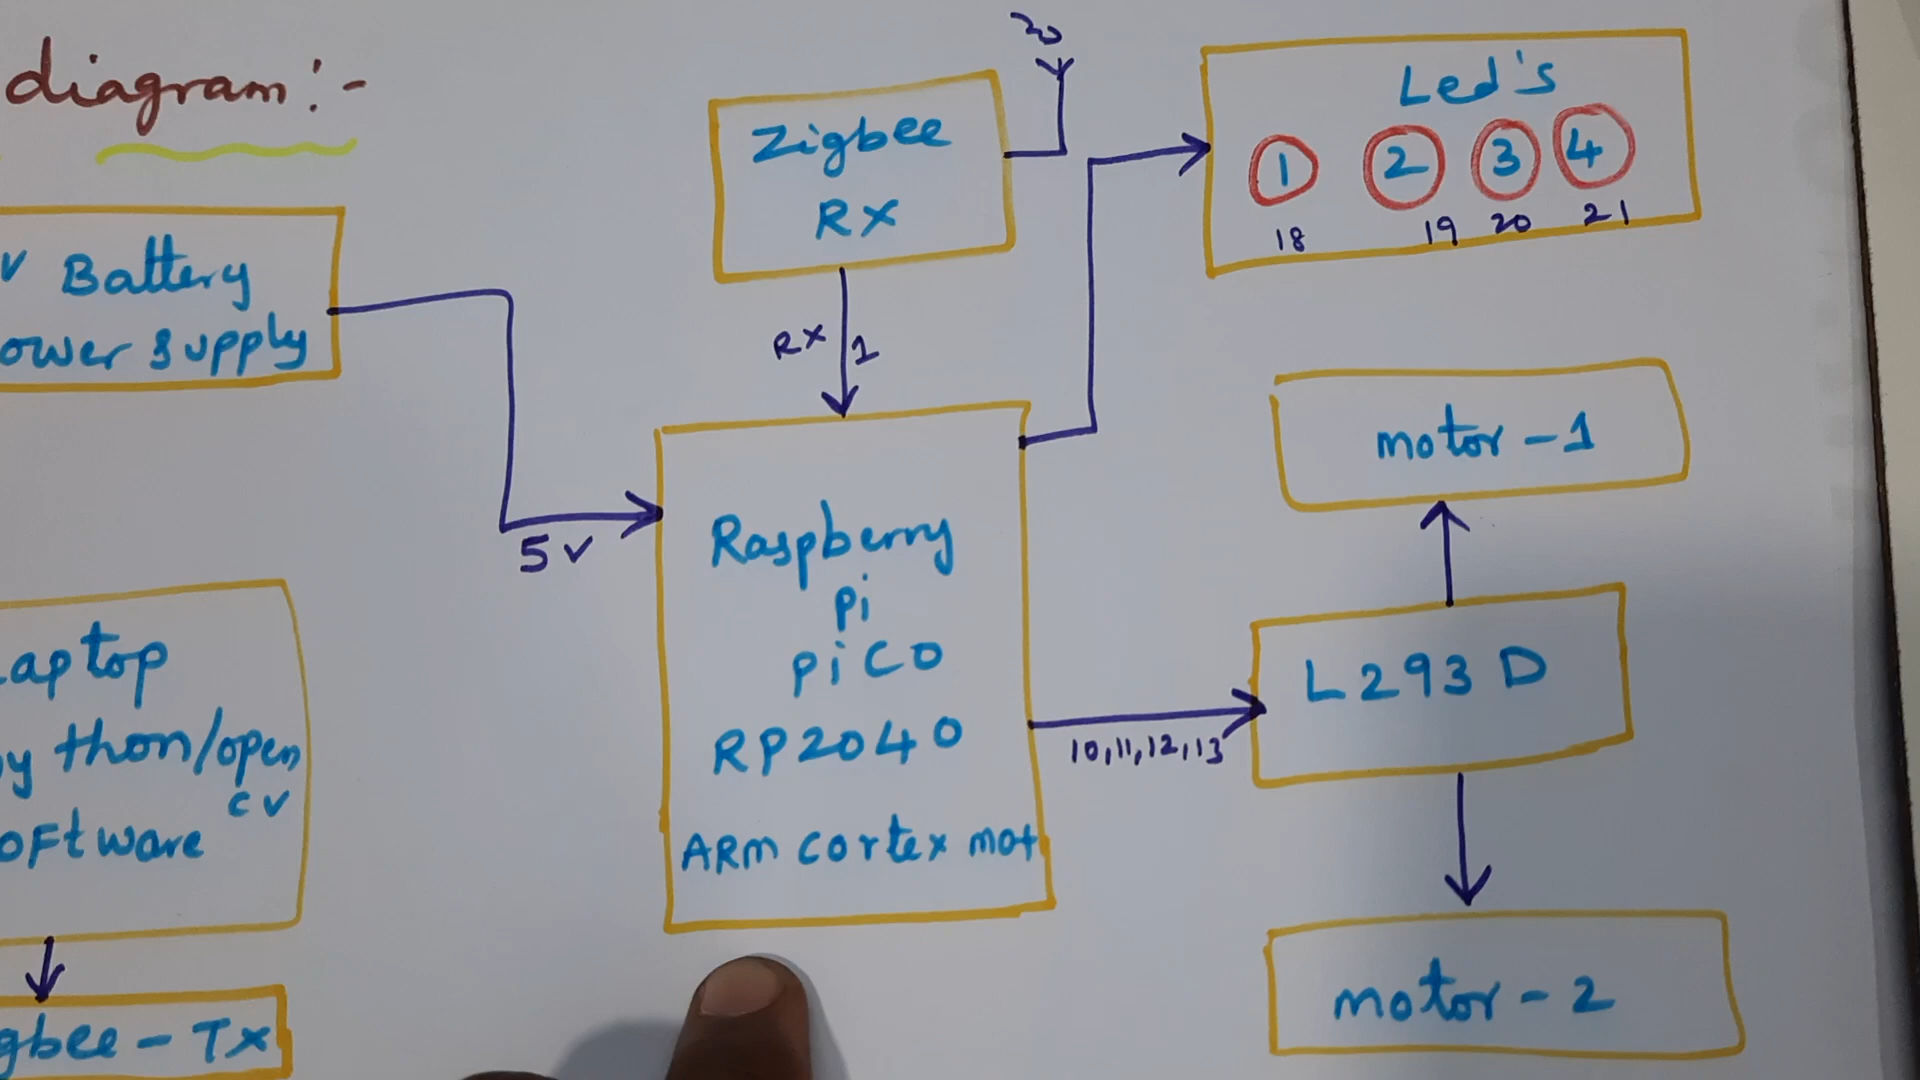 diagram:-
V Battery
ower supply
5V
aptop
y thon/open
cv
oftware
gbee - Tx
Zigbee
RX
RX 1
Raspberry
Pi
PiCO
RP2040
ARM cortex mo+
Led's
1 2 3 4
18 19 20 21
motor -1
10,11,12,13
L293D
motor - 2